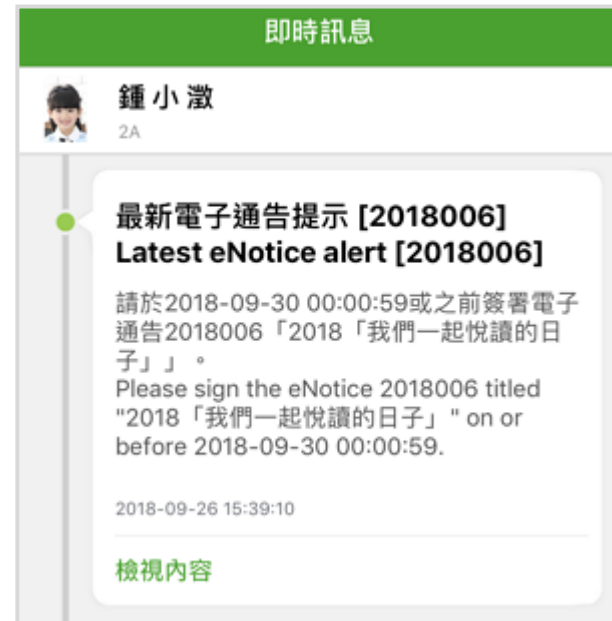 即時訊息
鍾小澂
2A
最新電子通告提示 [2018006]
Latest eNotice alert [2018006]
請於2018-09-30 00:00:59或之前簽署電子
通告2018006「2018「我們一起悅讀的日
子」」。
Please sign the eNotice 2018006 titled
"2018「我們一起悅讀的日子」" on or
before 2018-09-30 00:00:59.
2018-09-26 15:39:10
檢視內容